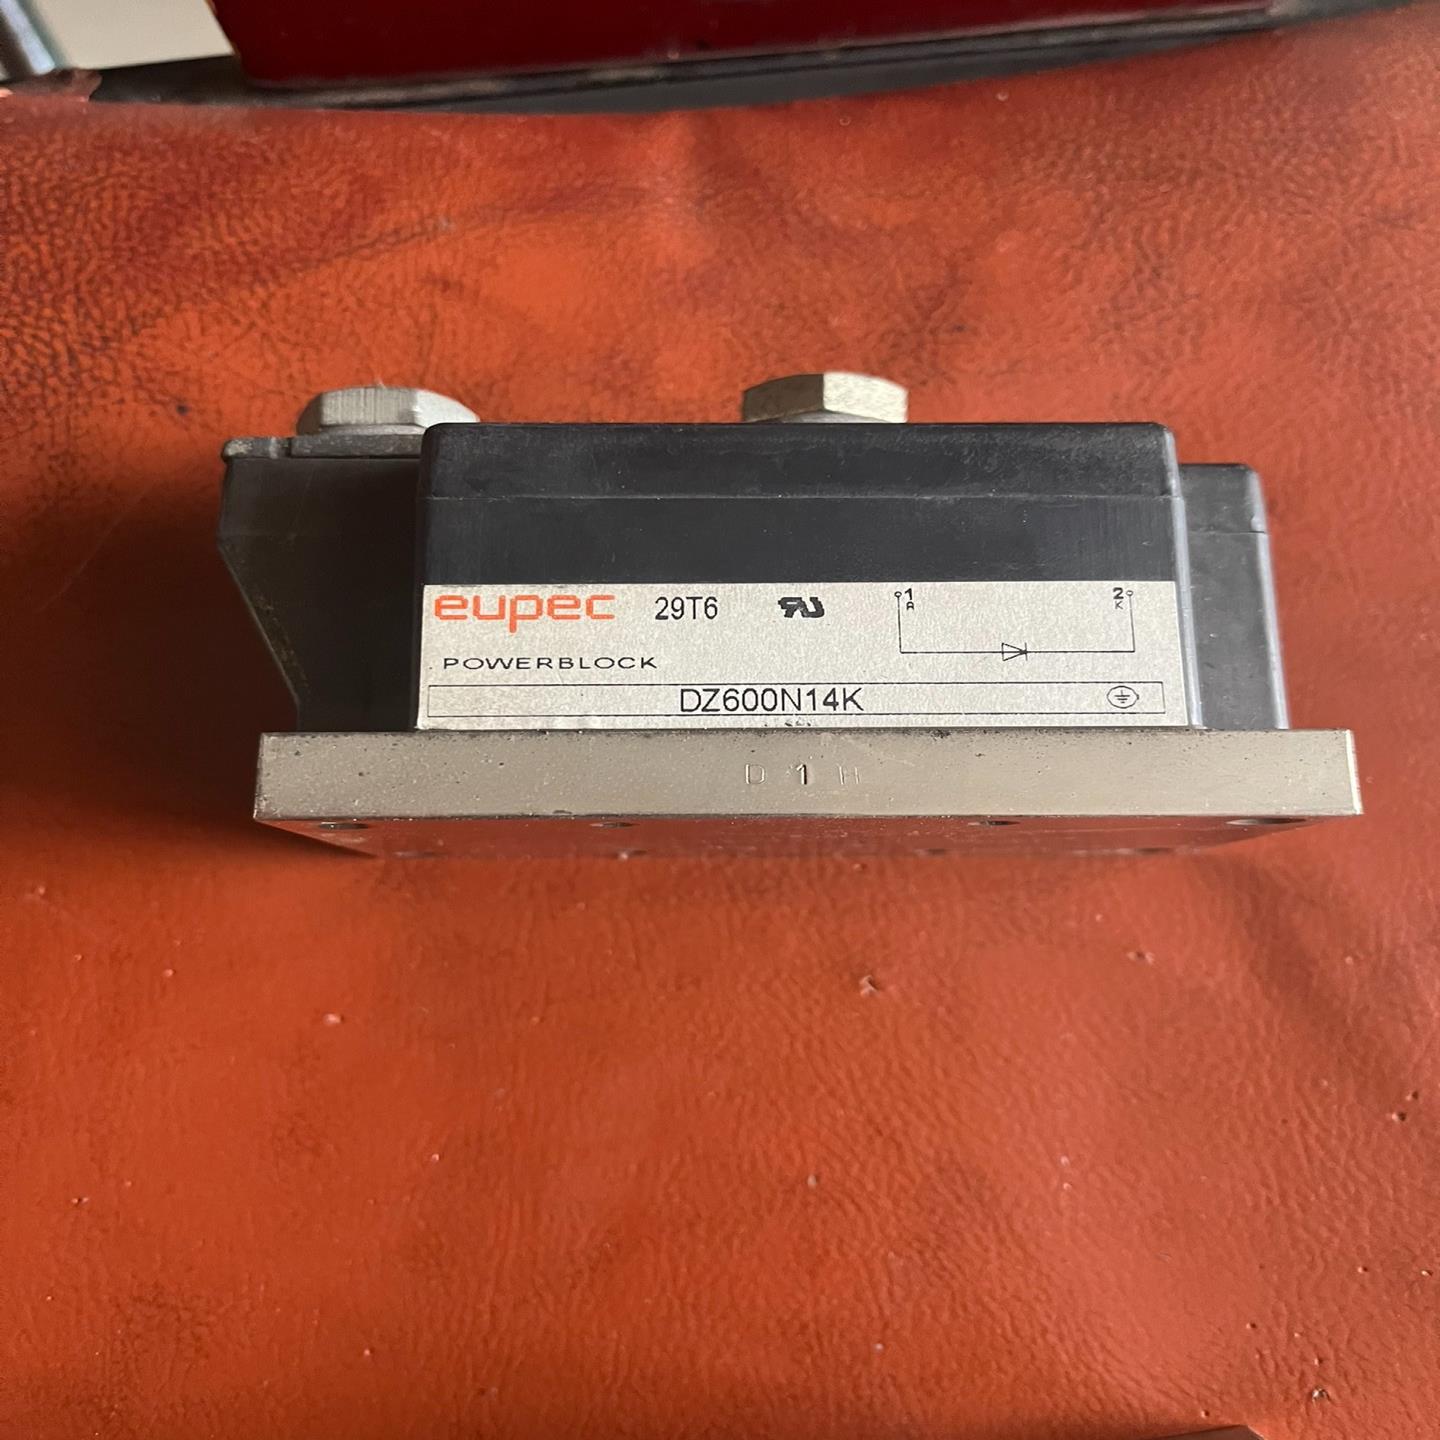 eupec 29T6 1 2
A K
POWERBLOCK
DZ600N14K
D 1 H